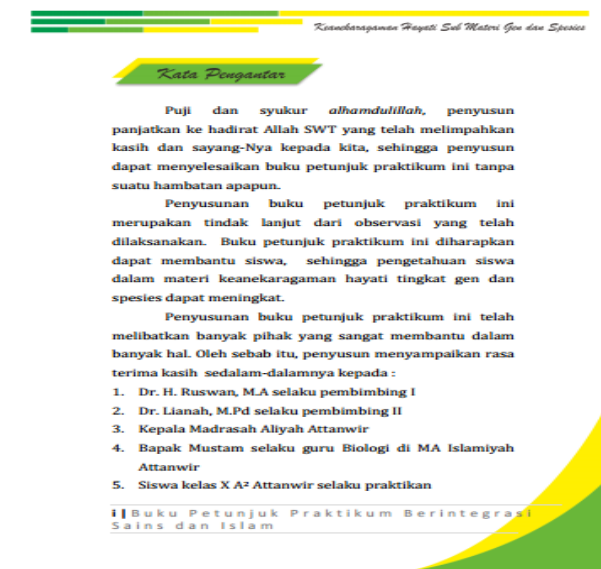 Keanekaragaman Hayati Sub Materi Gen dan Spesies
Kata Pengantar
Puji dan syukur alhamdulillah, penyusun
panjatkan ke hadirat Allah SWT yang telah melimpahkan
kasih dan sayang-Nya kepada kita, sehingga penyusun
dapat menyelesaikan buku petunjuk praktikum ini tanpa
suatu hambatan apapun.
Penyusunan buku petunjuk praktikum ini
merupakan tindak lanjut dari observasi yang telah
dilaksanakan. Buku petunjuk praktikum ini diharapkan
dapat membantu siswa, sehingga pengetahuan siswa
dalam materi keanekaragaman hayati tingkat gen dan
spesies dapat meningkat.
Penyusunan buku petunjuk praktikum ini telah
melibatkan banyak pihak yang sangat membantu dalam
banyak hal. Oleh sebab itu, penyusun menyampaikan rasa
terima kasih sedalam-dalamnya kepada :
1. Dr. H. Ruswan, M.A selaku pembimbing I
2. Dr. Lianah, M.Pd selaku pembimbing II
3. Kepala Madrasah Aliyah Attanwir
4. Bapak Mustam selaku guru Biologi di MA Islamiyah
Attanwir
5. Siswa kelas X A² Attanwir selaku praktikan
i | Buku Petunjuk Praktikum Berintegrasi
Sains dan Islam